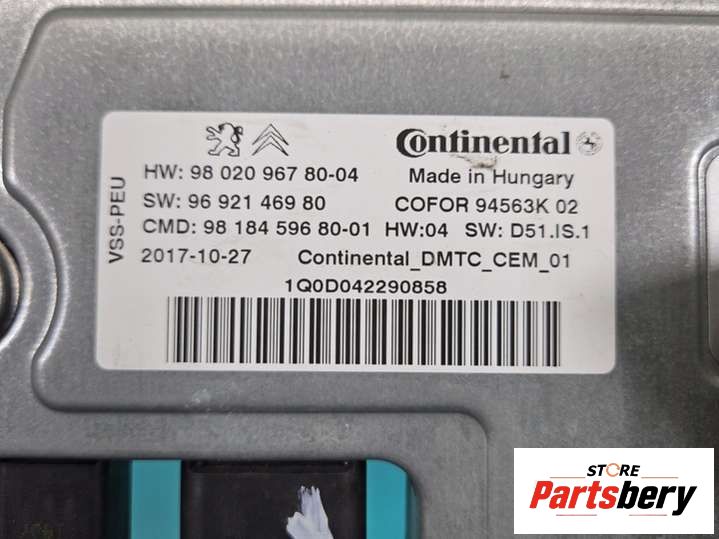 VSS-PEU
Continental
HW: 98 020 967 80-04
Made in Hungary
SW: 96 921 469 80
COFOR 94563K 02
CMD: 98 184 596 80-01 HW:04 SW: D51.IS.1
2017-10-27 Continental_DMTC_CEM_01
1Q0D042290858
STORE
Partsbery